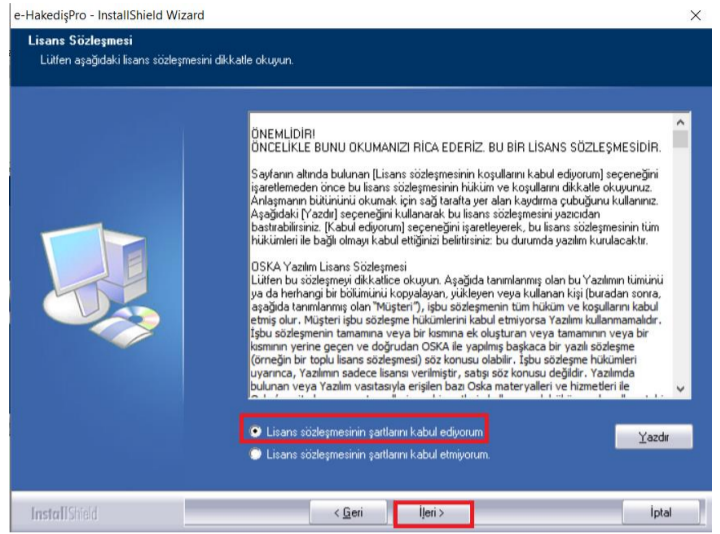 e-HakedişPro - InstallShield Wizard
Lisans Sözleşmesi
Lütfen aşağıdaki lisans sözleşmesini dikkatle okuyun.
ÖNEMLİDİR!
ÖNCELİKLE BUNU OKUMANIZI RİCA EDERİZ. BU BİR LİSANS SÖZLEŞMESİDİR.
Sayfanın altında bulunan [Lisans sözleşmesinin koşullarını kabul ediyorum] seçeneğini
işaretlemeden önce bu lisans sözleşmesinin hüküm ve koşullarını dikkatle okuyunuz.
Anlaşmanın bütününü okumak için sağ tarafta yer alan kaydırma çubuğunu kullanınız.
Aşağıdaki [Yazdır] seçeneğini kullanarak bu lisans sözleşmesini yazıcıdan
bastırabilirsiniz. [Kabul ediyorum] seçeneğini işaretleyerek, bu lisans sözleşmesinin tüm
hükümleri ile bağlı olmayı kabul ettiğinizi belirtirsiniz: bu durumda yazılım kurulacaktır.
OSKA Yazılım Lisans Sözleşmesi
Lütfen bu sözleşmeyi dikkatlice okuyun. Aşağıda tanımlanmış olan bu Yazılımın tümünü
ya da herhangi bir bölümünü kopyalayan, yükleyen veya kullanan kişi (buradan sonra,
aşağıda tanımlanmış olan "Müşteri"), işbu sözleşmenin tüm hüküm ve koşullarını kabul
etmiş olur. Müşteri işbu sözleşme hükümlerini kabul etmiyorsa Yazılımı kullanmamalıdır.
İşbu sözleşmenin tamamına veya bir kısmına ek oluşturan veya tamamının veya bir
kısmının yerine geçen ve doğrudan OSKA ile yapılmış başkaca bir yazılı sözleşme
(örneğin bir toplu lisans sözleşmesi) söz konusu olabilir. İşbu sözleşme hükümleri
uyarınca, Yazılımın sadece lisansı verilmiştir, satışı söz konusu değildir. Yazılımda
bulunan veya Yazılım vasıtasıyla erişilen bazı Oska materyalleri ve hizmetleri ile
Lisans sözleşmesinin şartlarını kabul ediyorum
Yazdır
Lisans sözleşmesinin şartlarını kabul etmiyorum.
InstallShield
< Geri
İleri >
İptal